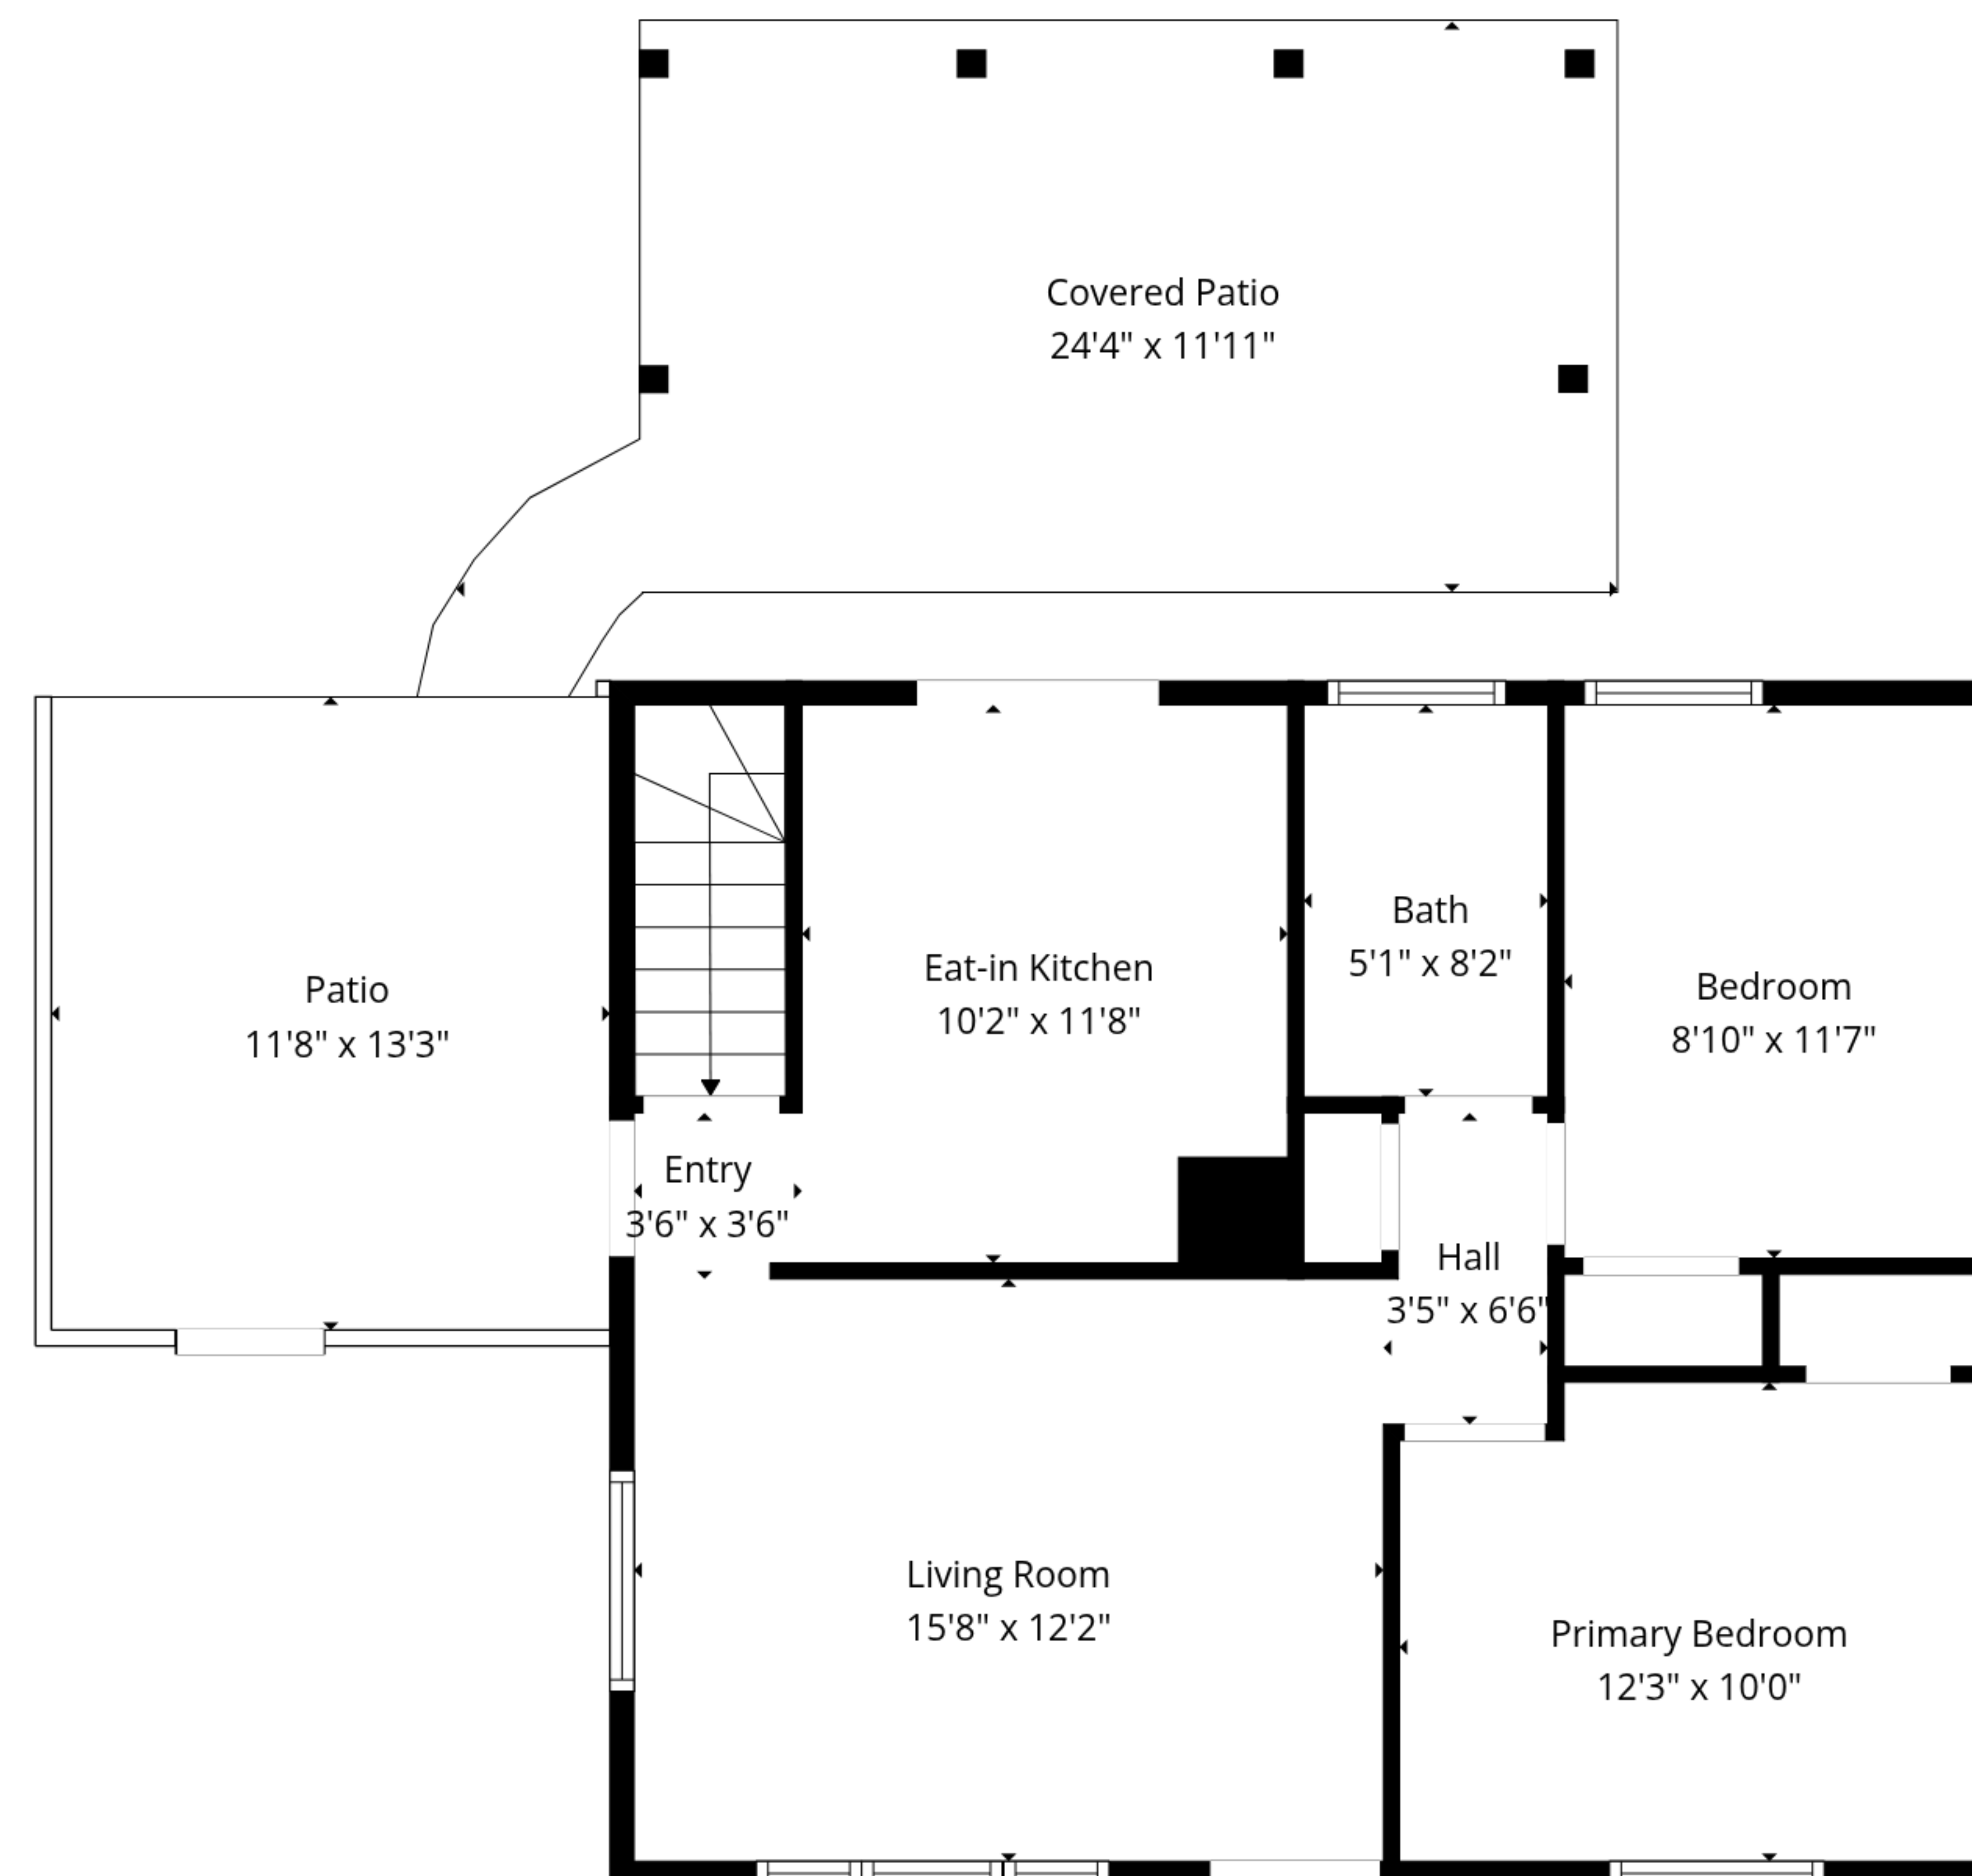 Covered Patio
24'4" x 11'11"
Patio
11'8" x 13'3"
Eat-in Kitchen
10'2" x 11'8"
Bath
5'1" x 8'2"
Bedroom
8'10" x 11'7"
Entry
3'6" x 3'6"
Hall
3'5" x 6'6"
Living Room
15'8" x 12'2"
Primary Bedroom
12'3" x 10'0"